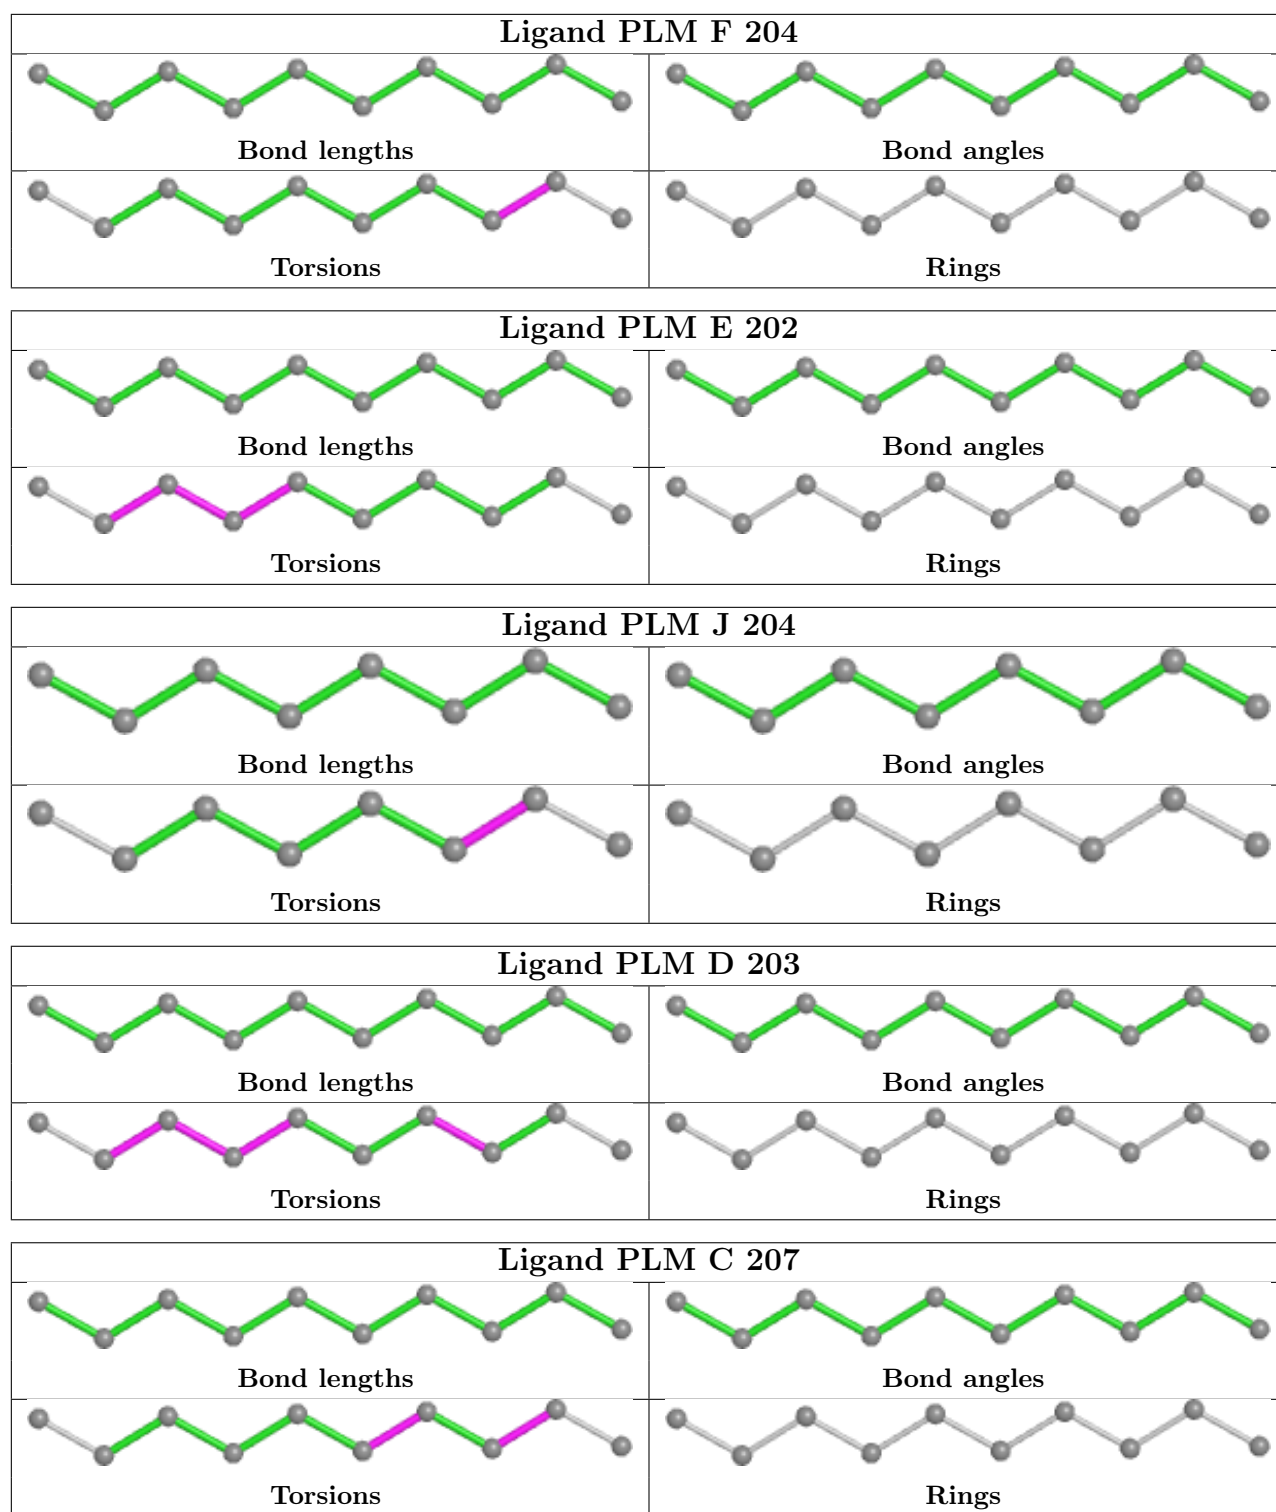 Ligand PLM F 204
Bond lengths
Bond angles
Torsions
Rings
Ligand PLM E 202
Bond lengths
Bond angles
Torsions
Rings
Ligand PLM J 204
Bond lengths
Bond angles
Torsions
Rings
Ligand PLM D 203
Bond lengths
Bond angles
Torsions
Rings
Ligand PLM C 207
Bond lengths
Bond angles
Torsions
Rings